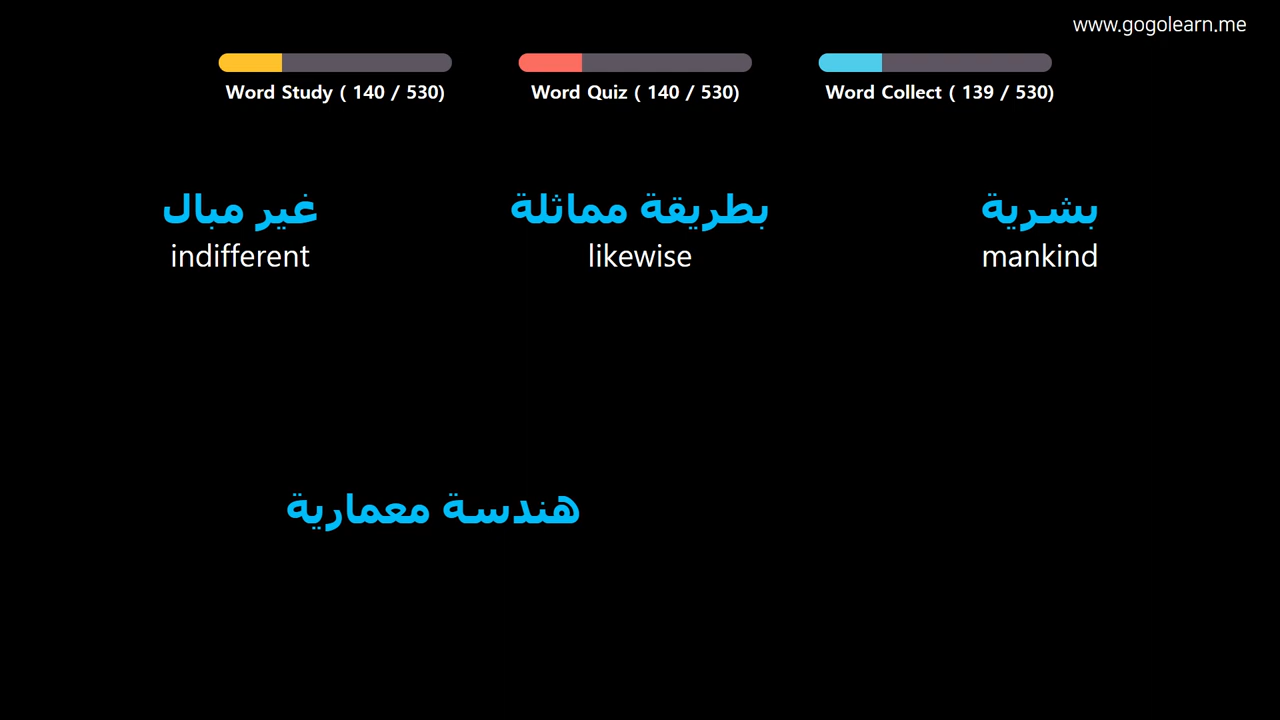 www.gogolearn.me
Word Study ( 140 / 530)
Word Quiz ( 140 / 530)
Word Collect ( 139 / 530)
غير مبال
indifferent
بطريقة مماثلة
likewise
بشرية
mankind
هندسة معمارية